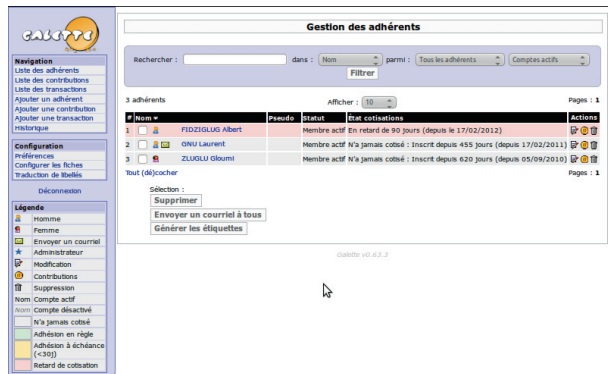 GALETTE
Navigation
Liste des adhérents
Liste des contributions
Liste des transactions
Ajouter un adhérent
Ajouter une contribution
Ajouter une transaction
Historique
Configuration
Préférences
Configurer les fiches
Traduction de libellés
Déconnexion
Légende
Homme
Femme
Envoyer un courriel
Administrateur
Modification
Contributions
Suppression
Nom Compte actif
Nom Compte désactivé
N'a jamais cotisé
Adhésion en règle
Adhésion à échéance
(<30j)
Retard de cotisation
Gestion des adhérents
Rechercher : dans : Nom parmi : Tous les adhérents Comptes actifs
Filtrer
3 adhérents Afficher : 10 Pages : 1
# Nom Pseudo Statut État cotisations Actions
1 FIDZIGLUG Albert Membre actif En retard de 90 jours (depuis le 17/02/2012)
2 GNU Laurent Membre actif N'a jamais cotisé : Inscrit depuis 455 jours (depuis 17/02/2011)
3 ZLUGLU Gloumi Membre actif N'a jamais cotisé : Inscrit depuis 620 jours (depuis 05/09/2010)
Tout (dé)cocher Pages : 1
Sélection :
Supprimer
Envoyer un courriel à tous
Générer les étiquettes
Galette v0.63.3